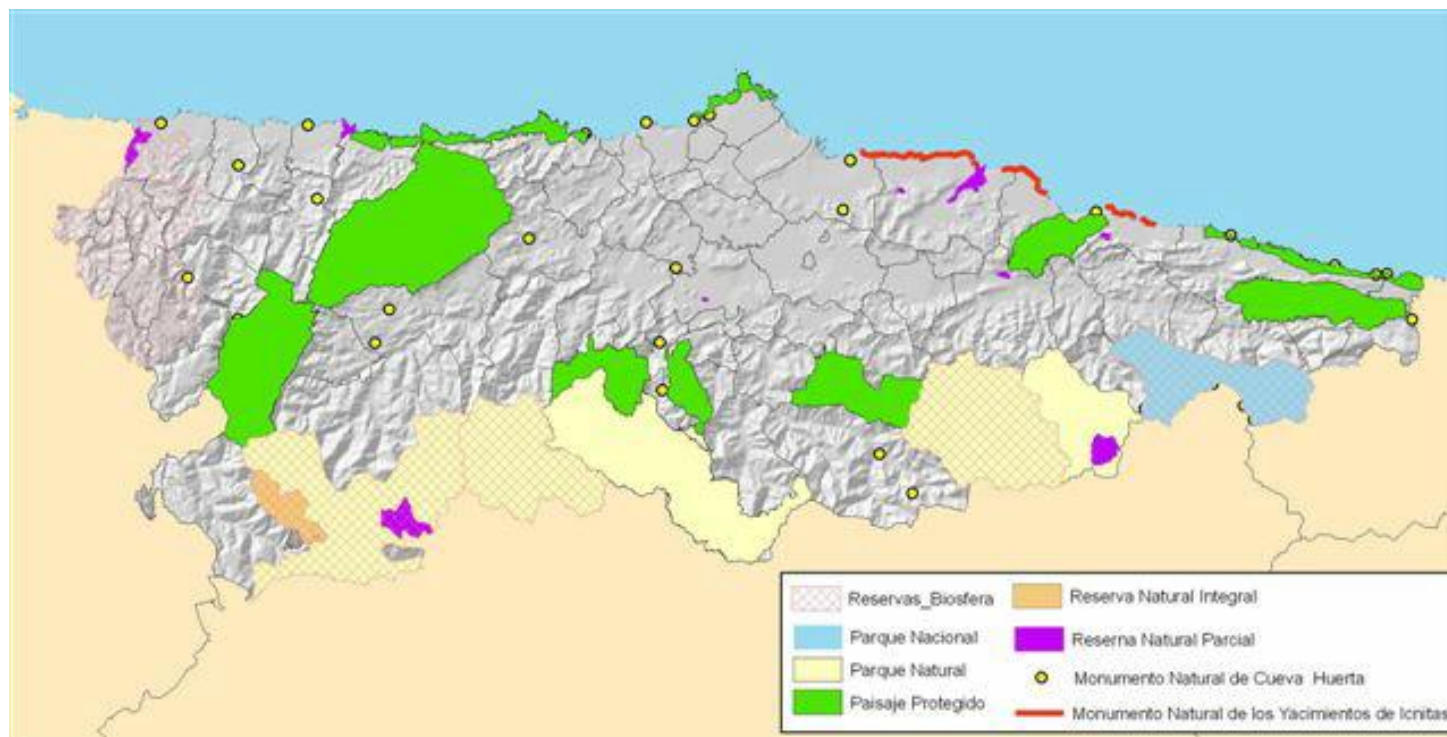 Reservas_Biosfera
Parque Nacional
Parque Natural
Paisaje Protegido
Reserva Natural Integral
Reserna Natural Parcial
Monumento Natural de Cueva Huerta
Monumento Natural de los Yacimientos de Icnitas